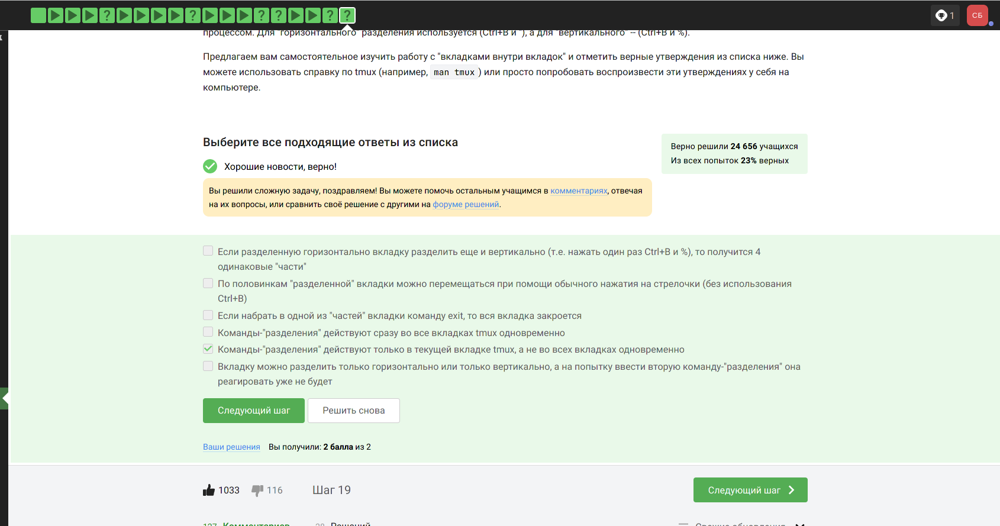 1
СБ
процессом. Для "горизонтального" разделения используется (Ctrl+B и "), а для "вертикального" -- (Ctrl+B и %).
Предлагаем вам самостоятельное изучить работу с "вкладками внутри вкладок" и отметить верные утверждения из списка ниже. Вы
можете использовать справку по tmux (например, man tmux ) или просто попробовать воспроизвести эти утверждениях у себя на
компьютере.
Выберите все подходящие ответы из списка
Верно решили 24 656 учащихся
Из всех попыток 23% верных
Хорошие новости, верно!
Вы решили сложную задачу, поздравляем! Вы можете помочь остальным учащимся в комментариях, отвечая
на их вопросы, или сравнить своё решение с другими на форуме решений.
Если разделенную горизонтально вкладку разделить еще и вертикально (т.е. нажать один раз Ctrl+B и %), то получится 4
одинаковые "части"
По половинкам "разделенной" вкладки можно перемещаться при помощи обычного нажатия на стрелочки (без использования
Ctrl+B)
Если набрать в одной из "частей" вкладки команду exit, то вся вкладка закроется
Команды-"разделения" действуют сразу во все вкладках tmux одновременно
Команды-"разделения" действуют только в текущей вкладке tmux, а не во всех вкладках одновременно
Вкладку можно разделить только горизонтально или только вертикально, а на попытку ввести вторую команду-"разделения" она
реагировать уже не будет
Следующий шаг
Решить снова
Ваши решения Вы получили: 2 балла из 2
1033 116 Шаг 19
Следующий шаг
Комментариев Решений Свежие обновления